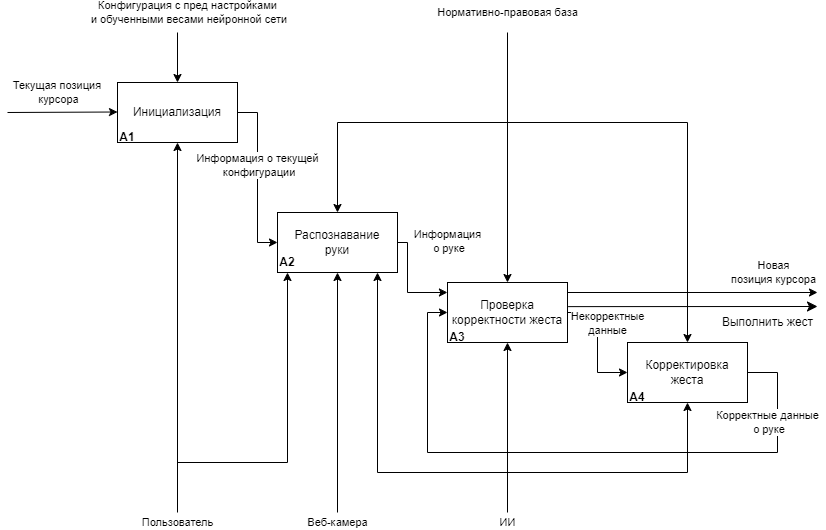 Конфигурация с пред настройками
и обученными весами нейронной сети
Нормативно-правовая база
Текущая позиция
курсора
Инициализация
A1
Информация о текущей
конфигурации
Распознавание
руки
A2
Информация
о руке
Новая
позиция курсора
Проверка
корректности жеста
A3
Некорректные
данные
Выполнить жест
Корректировка
жеста
A4
Корректные данные
о руке
Пользователь
Веб-камера
ИИ